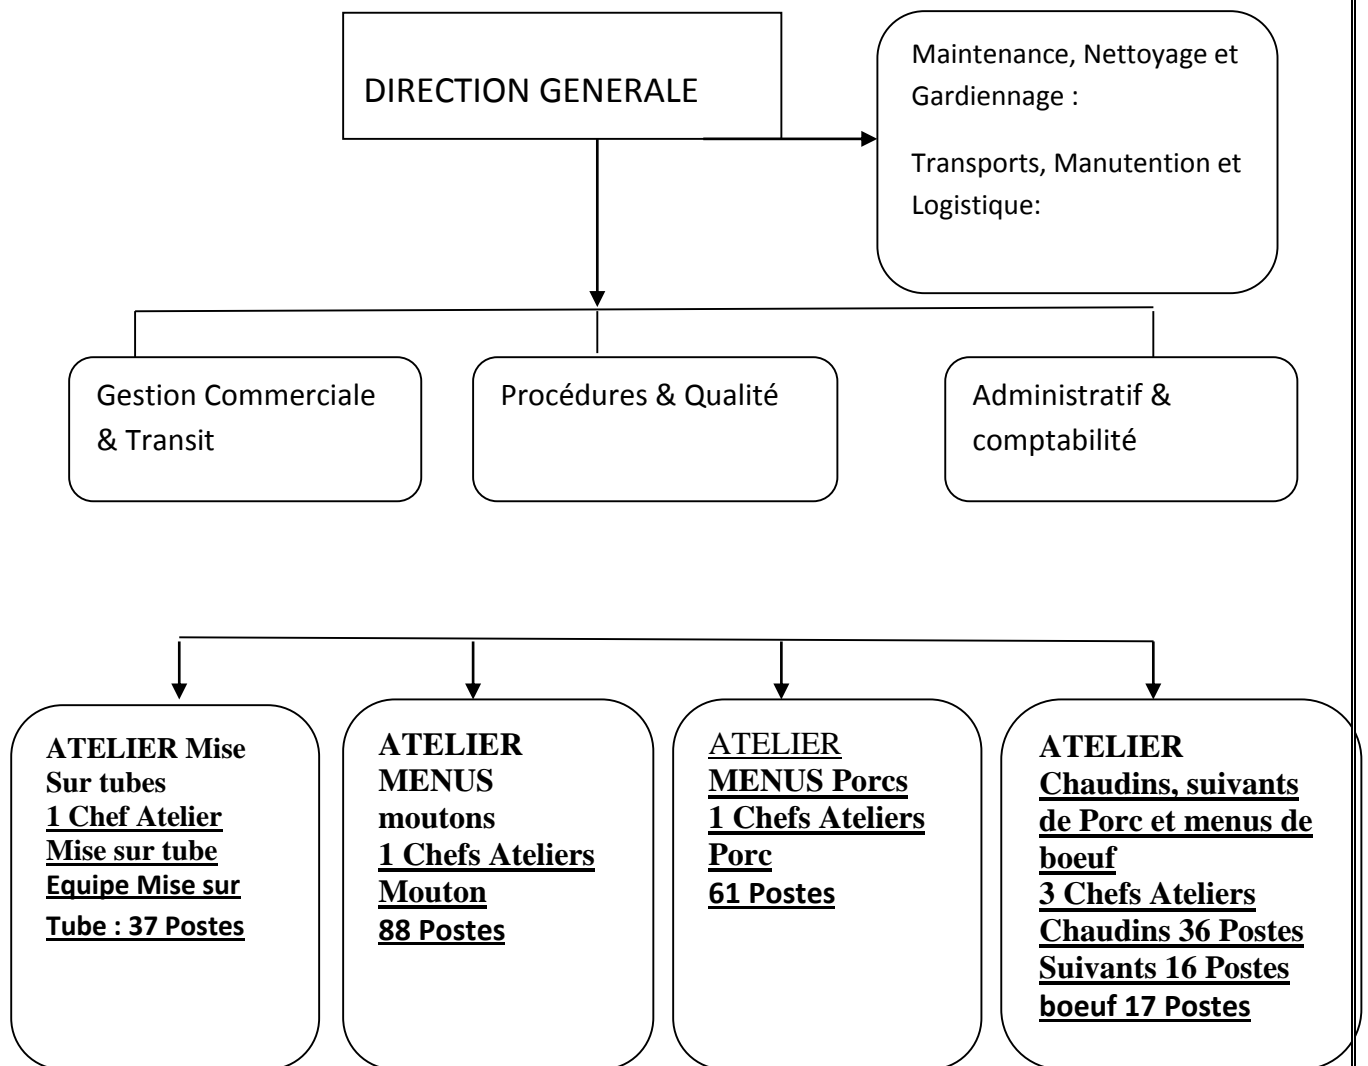 DIRECTION GENERALE
Maintenance, Nettoyage et
Gardiennage :
Transports, Manutention et
Logistique:
Gestion Commerciale
& Transit
Procédures & Qualité
Administratif &
comptabilité
ATELIER Mise
Sur tubes
1 Chef Atelier
Mise sur tube
Equipe Mise sur
Tube : 37 Postes
ATELIER
MENUS
moutons
1 Chefs Ateliers
Mouton
88 Postes
ATELIER
MENUS Porcs
1 Chefs Ateliers
Porc
61 Postes
ATELIER
Chaudins, suivants
de Porc et menus de
boeuf
3 Chefs Ateliers
Chaudins 36 Postes
Suivants 16 Postes
boeuf 17 Postes